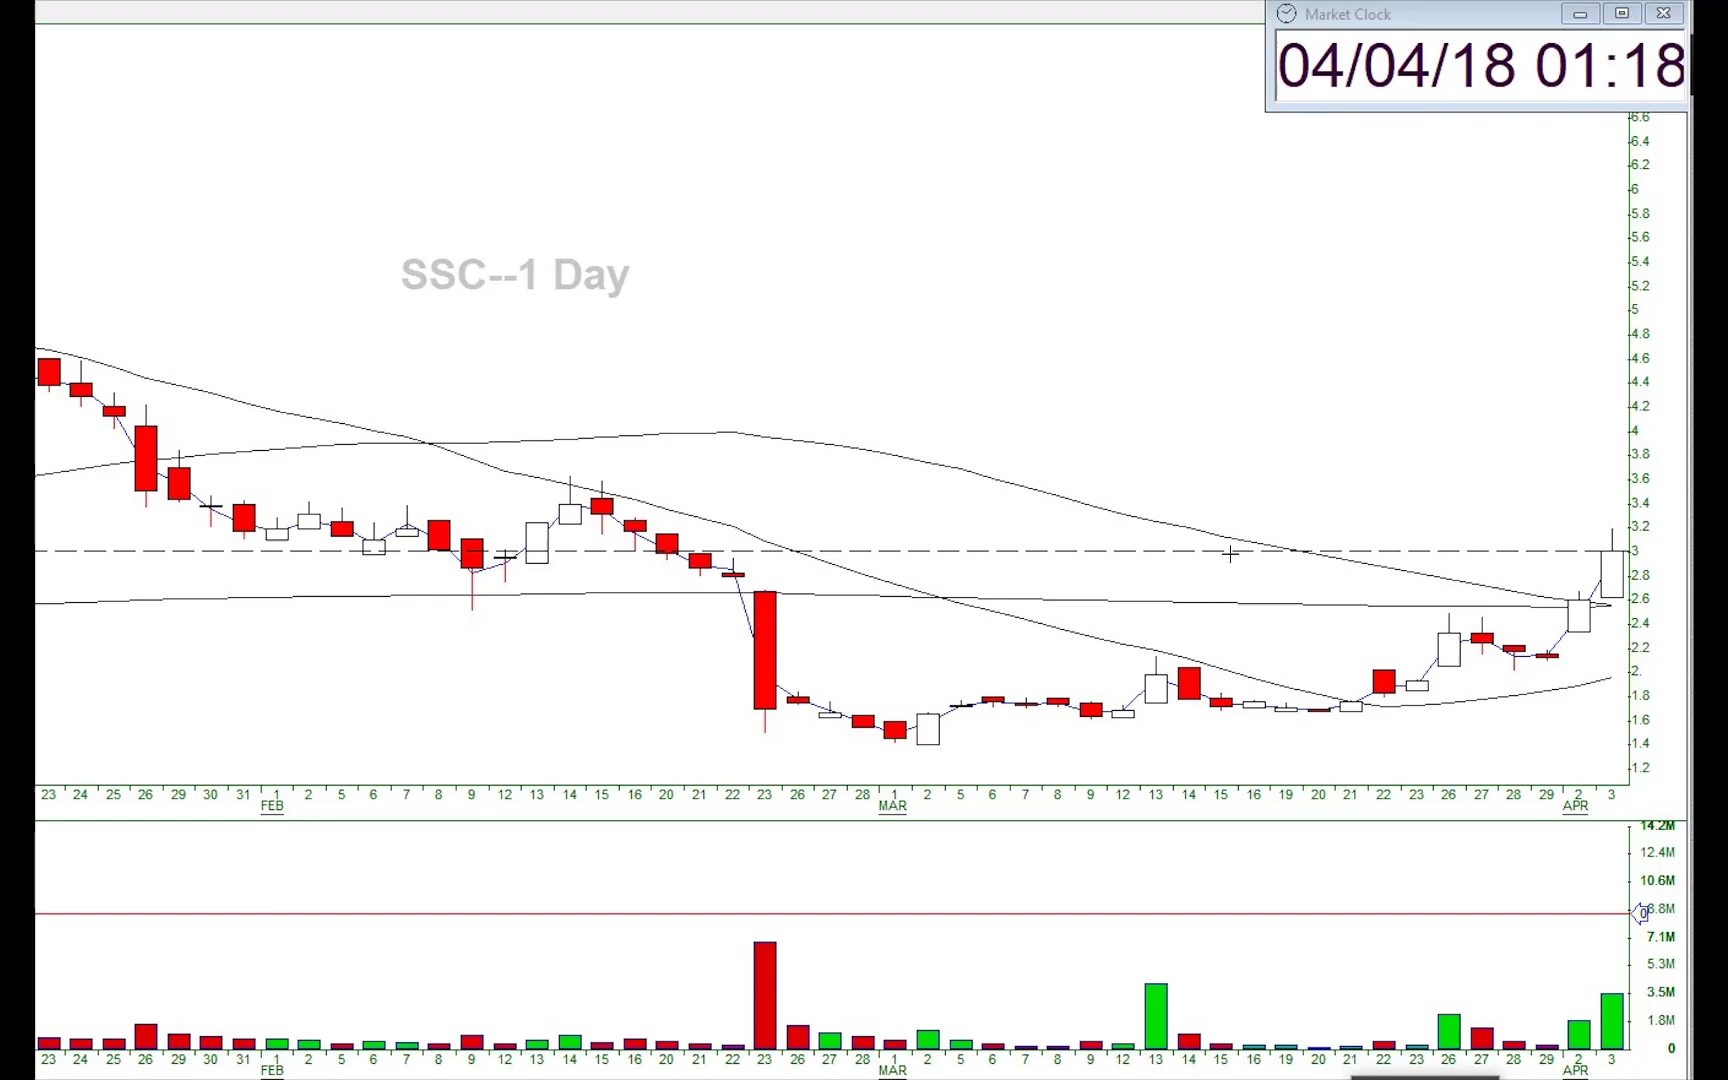 Market Clock
04/04/18 01:18
6.6
6.4
6.2
6
5.8
5.6
5.4
5.2
5
4.8
4.6
4.4
4.2
4
3.8
3.6
3.4
3.2
3
2.8
2.6
2.4
2.2
2
1.8
1.6
1.4
1.2
SSC--1 Day
23 24 25 26 29 30 31 1 2 5 6 7 8 9 12 13 14 15 16 20 21 22 23 26 27 28 1 2 5 6 7 8 9 12 13 14 15 16 19 20 21 22 23 26 27 28 29 2 3
FEB MAR APR
14.2M
12.4M
10.6M
8.8M
0
7.1M
5.3M
3.5M
1.8M
0
23 24 25 26 29 30 31 1 2 5 6 7 8 9 12 13 14 15 16 20 21 22 23 26 27 28 1 2 5 6 7 8 9 12 13 14 15 16 19 20 21 22 23 26 27 28 29 2 3
FEB MAR APR